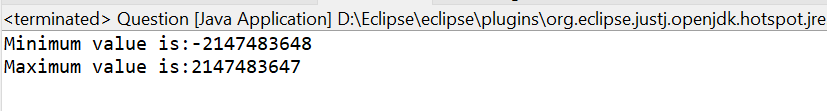 <terminated> Question [Java Application] D:\Eclipse\eclipse\plugins\org.eclipse.justj.openjdk.hotspot.jre
Minimum value is:-2147483648
Maximum value is:2147483647